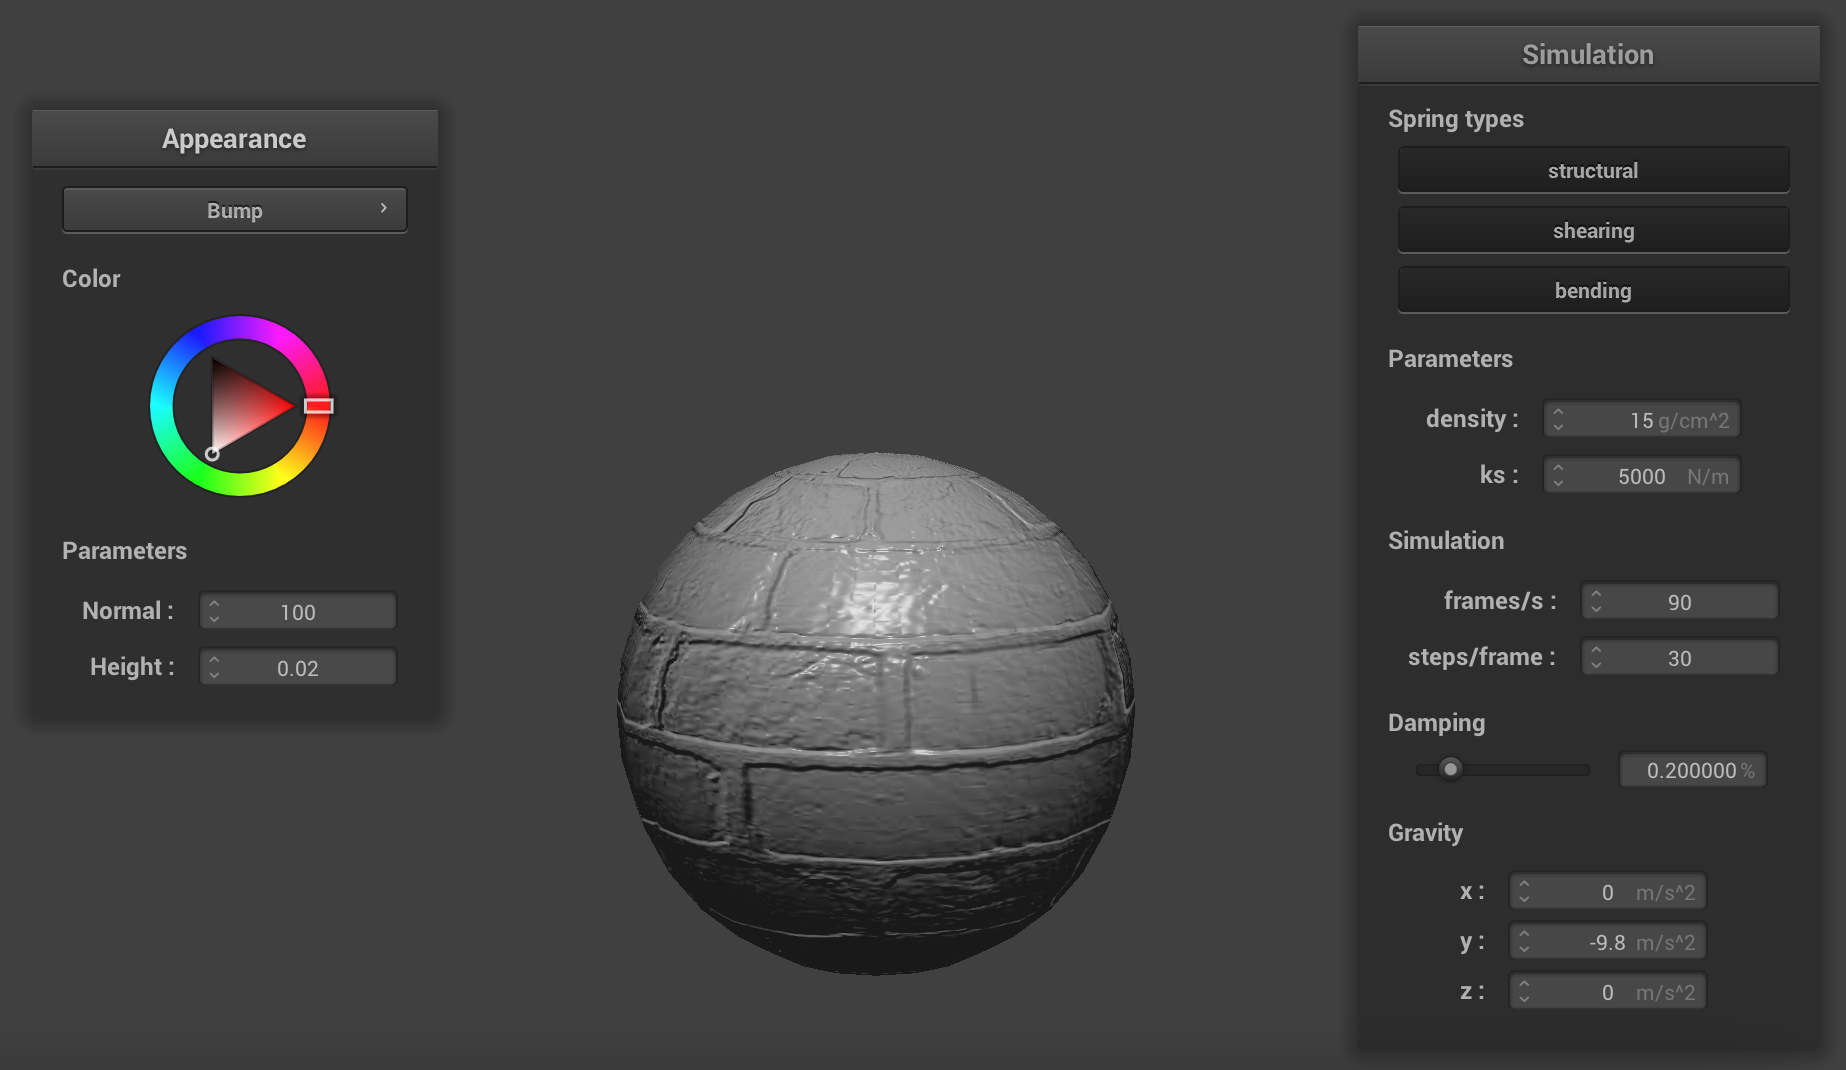 Appearance
Bump
Color
Parameters
Normal : 100
Height : 0.02
Simulation
Spring types
structural
shearing
bending
Parameters
density : 15 g/cm^2
ks : 5000 N/m
Simulation
frames/s : 90
steps/frame : 30
Damping
0.200000 %
Gravity
x : 0 m/s^2
y : -9.8 m/s^2
z : 0 m/s^2